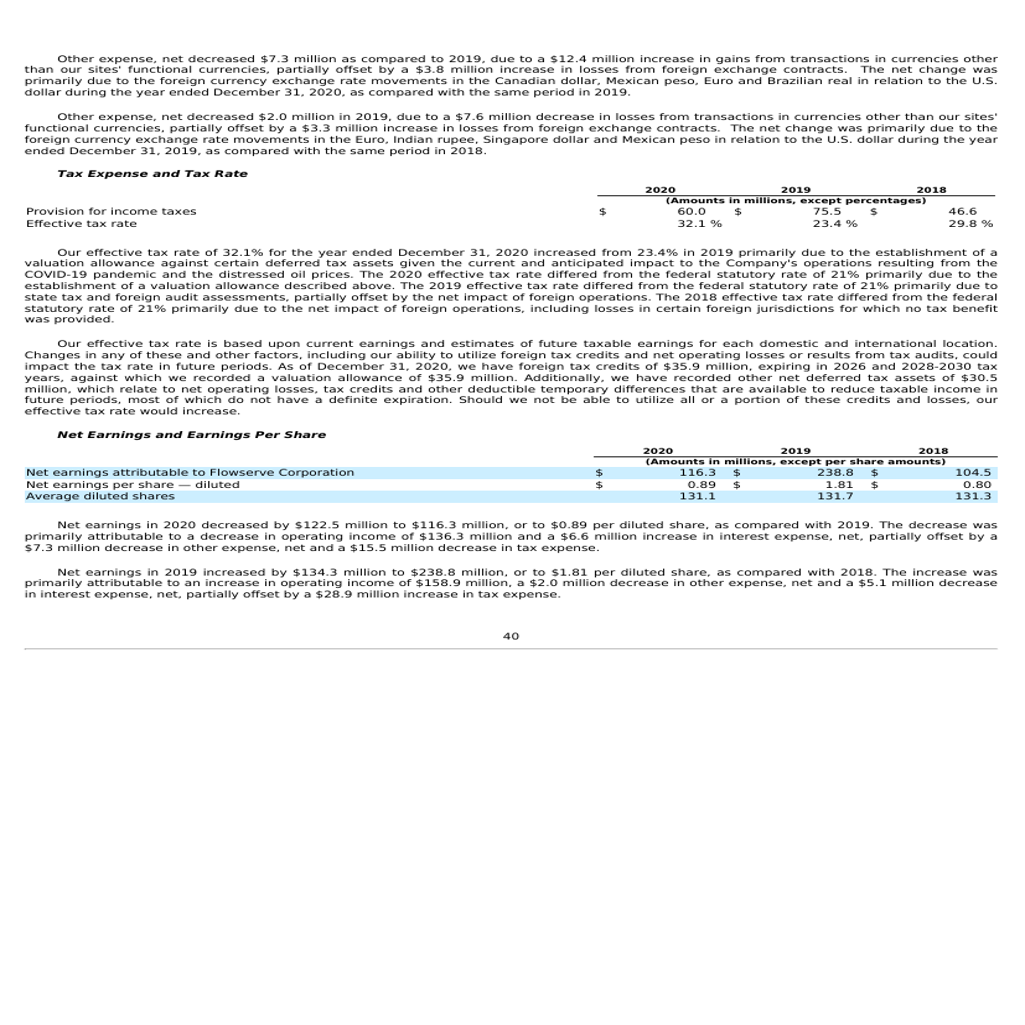 Other expense, net decreased $7.3 million as compared to 2019, due to a $12.4 million increase in gains from transactions in currencies other
than our sites' functional currencies, partially offset by a $3.8 million increase in losses from foreign exchange contracts. The net change was
primarily due to the foreign currency exchange rate movements in the Canadian dollar, Mexican peso, Euro and Brazilian real in relation to the U.S.
dollar during the year ended December 31, 2020, as compared with the same period in 2019.
Other expense, net decreased $2.0 million in 2019, due to a $7.6 million decrease in losses from transactions in currencies other than our sites'
functional currencies, partially offset by a $3.3 million increase in losses from foreign exchange contracts. The net change was primarily due to the
foreign currency exchange rate movements in the Euro, Indian rupee, Singapore dollar and Mexican peso in relation to the U.S. dollar during the year
ended December 31, 2019, as compared with the same period in 2018.
Tax Expense and Tax Rate
2020 2019 2018
(Amounts in millions, except percentages)
Provision for income taxes $ 60.0 $ 75.5 $ 46.6
Effective tax rate 32.1 % 23.4 % 29.8 %
Our effective tax rate of 32.1% for the year ended December 31, 2020 increased from 23.4% in 2019 primarily due to the establishment of a
valuation allowance against certain deferred tax assets given the current and anticipated impact to the Company's operations resulting from the
COVID-19 pandemic and the distressed oil prices. The 2020 effective tax rate differed from the federal statutory rate of 21% primarily due to the
establishment of a valuation allowance described above. The 2019 effective tax rate differed from the federal statutory rate of 21% primarily due to
state tax and foreign audit assessments, partially offset by the net impact of foreign operations. The 2018 effective tax rate differed from the federal
statutory rate of 21% primarily due to the net impact of foreign operations, including losses in certain foreign jurisdictions for which no tax benefit
was provided.
Our effective tax rate is based upon current earnings and estimates of future taxable earnings for each domestic and international location.
Changes in any of these and other factors, including our ability to utilize foreign tax credits and net operating losses or results from tax audits, could
impact the tax rate in future periods. As of December 31, 2020, we have foreign tax credits of $35.9 million, expiring in 2026 and 2028-2030 tax
years, against which we recorded a valuation allowance of $35.9 million. Additionally, we have recorded other net deferred tax assets of $30.5
million, which relate to net operating losses, tax credits and other deductible temporary differences that are available to reduce taxable income in
future periods, most of which do not have a definite expiration. Should we not be able to utilize all or a portion of these credits and losses, our
effective tax rate would increase.
Net Earnings and Earnings Per Share
2020 2019 2018
(Amounts in millions, except per share amounts)
Net earnings attributable to Flowserve Corporation $ 116.3 $ 238.8 $ 104.5
Net earnings per share — diluted $ 0.89 $ 1.81 $ 0.80
Average diluted shares 131.1 131.7 131.3
Net earnings in 2020 decreased by $122.5 million to $116.3 million, or to $0.89 per diluted share, as compared with 2019. The decrease was
primarily attributable to a decrease in operating income of $136.3 million and a $6.6 million increase in interest expense, net, partially offset by a
$7.3 million decrease in other expense, net and a $15.5 million decrease in tax expense.
Net earnings in 2019 increased by $134.3 million to $238.8 million, or to $1.81 per diluted share, as compared with 2018. The increase was
primarily attributable to an increase in operating income of $158.9 million, a $2.0 million decrease in other expense, net and a $5.1 million decrease
in interest expense, net, partially offset by a $28.9 million increase in tax expense.
40